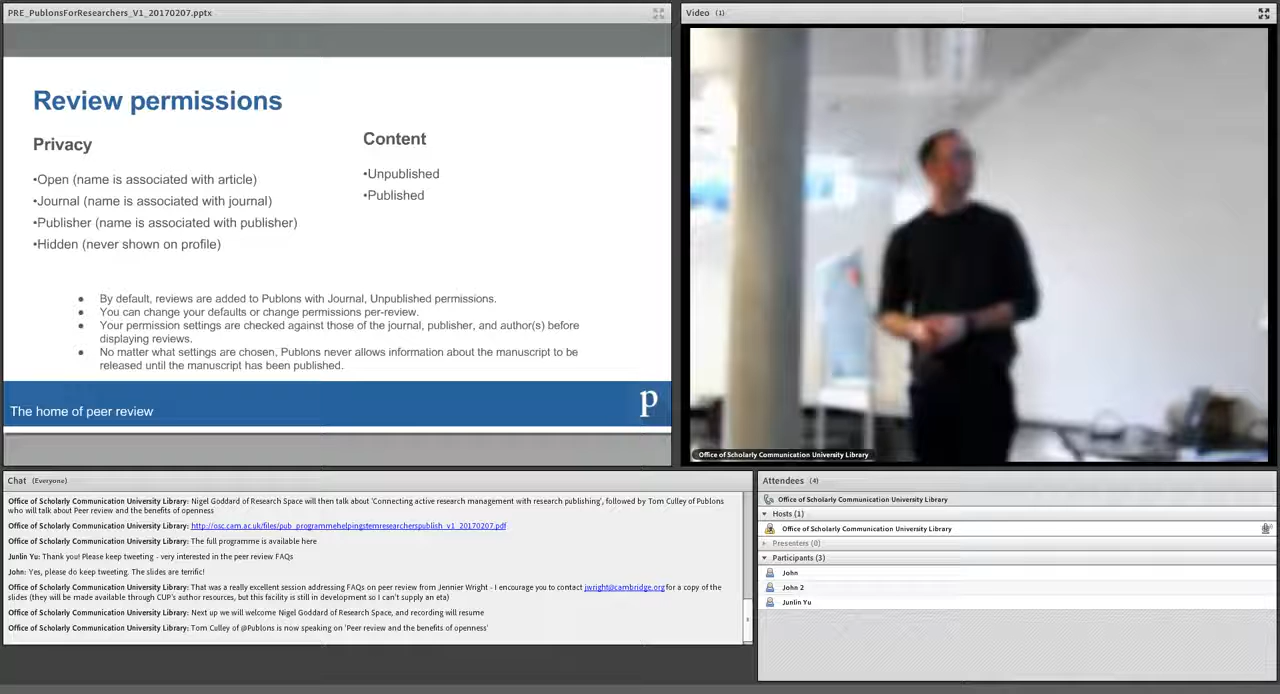 PRE_PublonsForResearchers_V1_20170207.pptx
Review permissions
Privacy
•Open (name is associated with article)
•Journal (name is associated with journal)
•Publisher (name is associated with publisher)
•Hidden (never shown on profile)
Content
•Unpublished
•Published
● By default, reviews are added to Publons with Journal, Unpublished permissions.
● You can change your defaults or change permissions per-review.
● Your permission settings are checked against those of the journal, publisher, and author(s) before
displaying reviews.
● No matter what settings are chosen, Publons never allows information about the manuscript to be
released until the manuscript has been published.
The home of peer review
p
Video (1)
Office of Scholarly Communication University Library
Chat (Everyone)
Office of Scholarly Communication University Library: Nigel Goddard of Research Space will then talk about 'Connecting active research management with research publishing', followed by Tom Culley of Publons
who will talk about Peer review and the benefits of openness
Office of Scholarly Communication University Library: http://osc.cam.ac.uk/files/pub_programmehelpingstemresearcherspublish_v1_20170207.pdf
Office of Scholarly Communication University Library: The full programme is available here
Junlin Yu: Thank you! Please keep tweeting - very interested in the peer review FAQs
John: Yes, please do keep tweeting. The slides are terrific!
Office of Scholarly Communication University Library: That was a really excellent session addressing FAQs on peer review from Jennier Wright - I encourage you to contact jwright@cambridge.org for a copy of the
slides (they will be made available through CUP's author resources, but this facility is still in development so I can't supply an eta)
Office of Scholarly Communication University Library: Next up we will welcome Nigel Goddard of Research Space, and recording will resume
Office of Scholarly Communication University Library: Tom Culley of @Publons is now speaking on 'Peer review and the benefits of openness'
Attendees (4)
Office of Scholarly Communication University Library
Hosts (1)
Office of Scholarly Communication University Library
Presenters (0)
Participants (3)
John
John 2
Junlin Yu